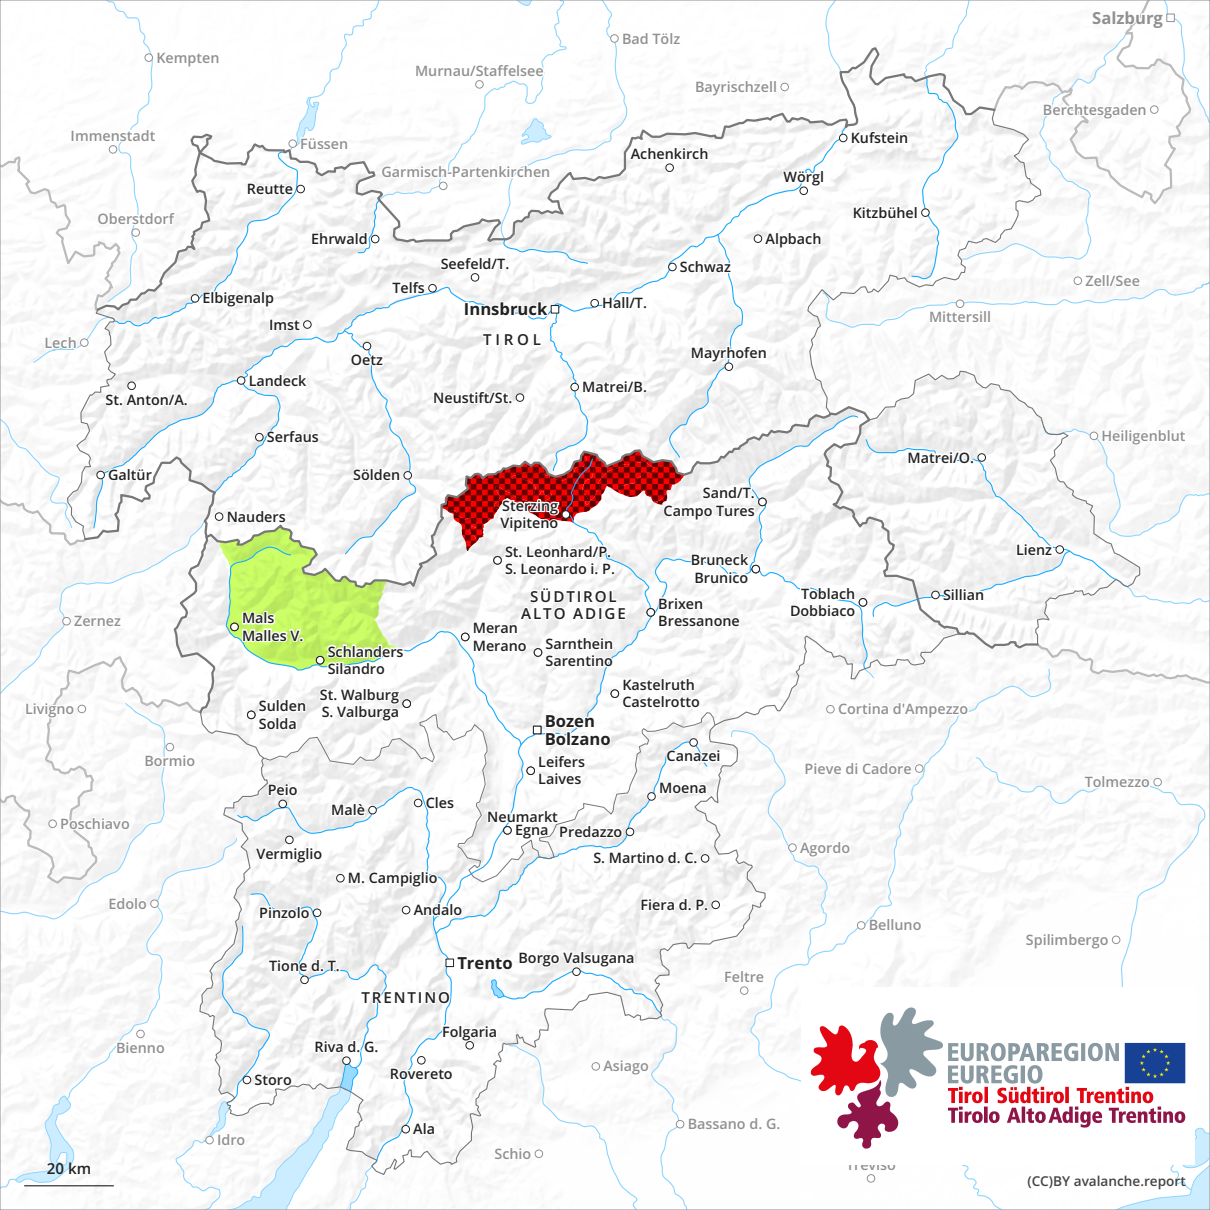 Salzburg
Bad Tölz
Kempten
Murnau/Staffelsee
Bayrischzell
Berchtesgaden
Immenstadt
Kufstein
Füssen
Achenkirch
Garmisch-Partenkirchen
Wörgl
Reutte
Kitzbühel
Oberstdorf
Ehrwald
Alpbach
Seefeld/T.
Schwaz
Zell/See
Telfs
Elbigenalp
Hall/T.
Innsbruck
Mittersill
Imst
TIROL
Lech
Mayrhofen
Oetz
Landeck
Matrei/B.
St. Anton/A.
Neustift/St.
Serfaus
Heiligenblut
Matrei/O.
Galtür
Sölden
Sand/T.
Campo Tures
Sterzing
Vipiteno
Nauders
St. Leonhard/P.
S. Leonardo i. P.
Lienz
Bruneck
Brunico
SÜDTIROL
ALTO ADIGE
Toblach
Dobbiaco
Sillian
Brixen
Bressanone
Mals
Malles V.
Zernez
Meran
Merano
Sarnthein
Sarentino
Schlanders
Silandro
Kastelruth
Castelrotto
St. Walburg
S. Valburga
Sulden
Solda
Livigno
Cortina d'Ampezzo
Bozen
Bolzano
Bormio
Canazei
Leifers
Laives
Pieve di Cadore
Tolmezzo
Peio
Moena
Malè
Cles
Neumarkt
Egna
Predazzo
Poschiavo
Vermiglio
Agordo
S. Martino d. C.
M. Campiglio
Edolo
Pinzolo
Andalo
Fiera d. P.
Belluno
Spilimbergo
Trento
Borgo Valsugana
Tione d. T.
Feltre
TRENTINO
Folgaria
Bienno
Riva d. G.
Rovereto
Asiago
Storo
EUROPAREGION
EUREGIO
Tirol Südtirol Trentino
Tirolo Alto Adige Trentino
Ala
Bassano d. G.
Idro
Schio
Treviso
20 km
(CC)BY avalanche.report